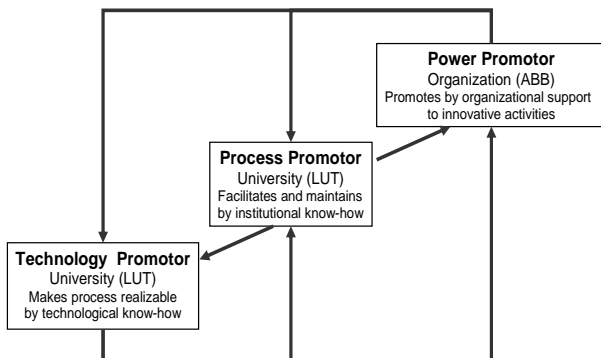 Power Promotor
Organization (ABB)
Promotes by organizational support
to innovative activities
Process Promotor
University (LUT)
Facilitates and maintains
by institutional know-how
Technology Promotor
University (LUT)
Makes process realizable
by technological know-how